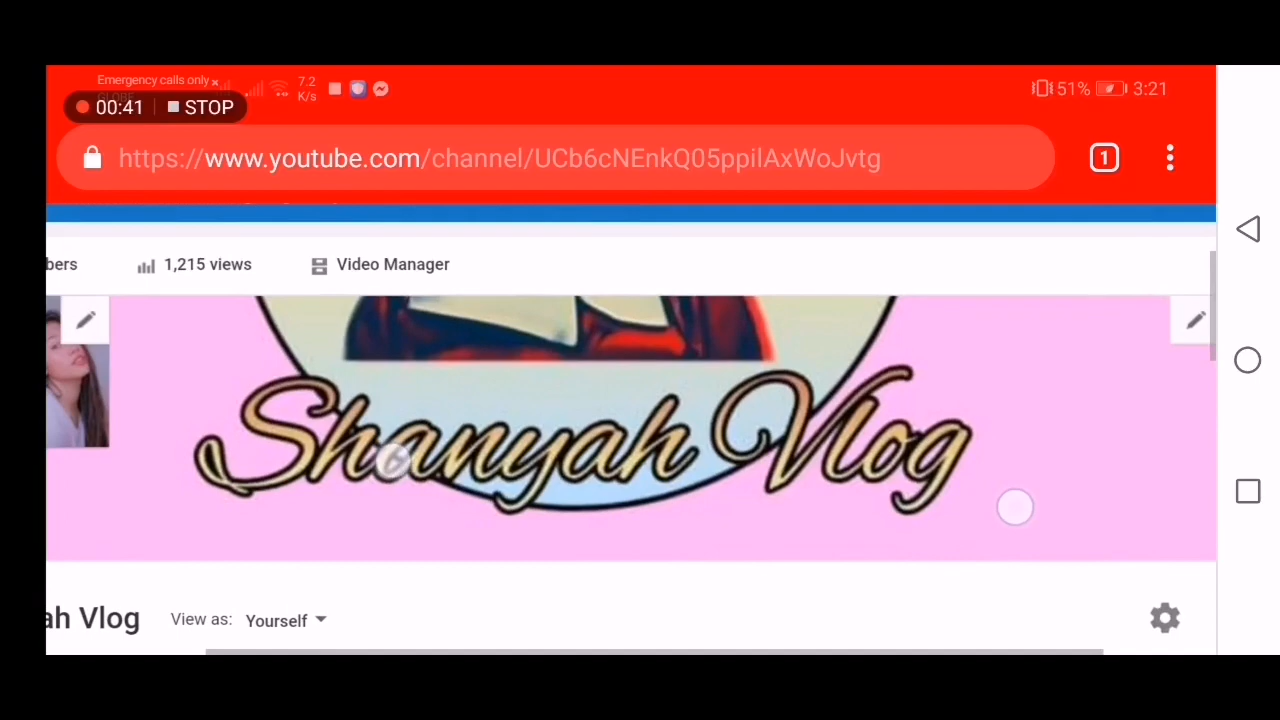 Emergency calls only
GLOBE
7.2
K/s
51% 3:21
00:41 STOP
https://www.youtube.com/channel/UCb6cNEnkQ05ppilAxWoJvtg
1
bers 1,215 views Video Manager
Shanyah Vlog
ah Vlog View as: Yourself